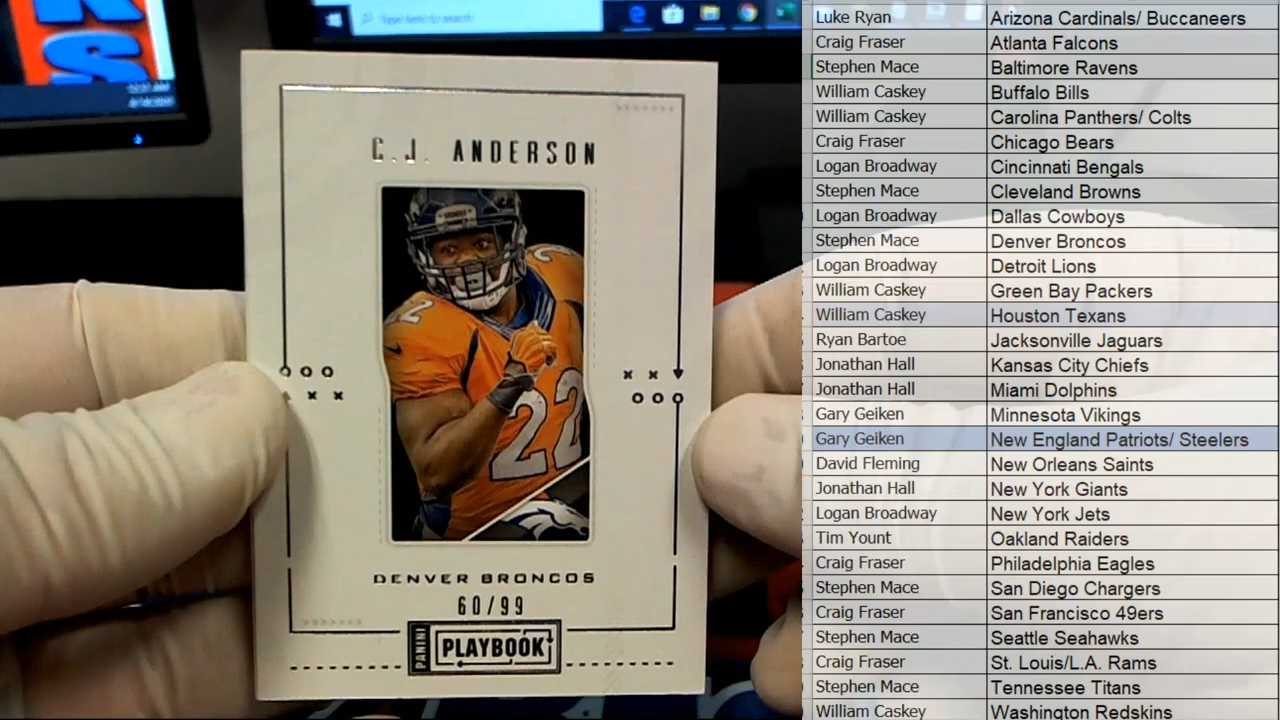 Type here to search
C.J. ANDERSON
BRONCOS
22
22
DENVER BRONCOS
60/99
PANINI
PLAYBOOK
Luke Ryan Arizona Cardinals/ Buccaneers
Craig Fraser Atlanta Falcons
Stephen Mace Baltimore Ravens
William Caskey Buffalo Bills
William Caskey Carolina Panthers/ Colts
Craig Fraser Chicago Bears
Logan Broadway Cincinnati Bengals
Stephen Mace Cleveland Browns
Logan Broadway Dallas Cowboys
Stephen Mace Denver Broncos
Logan Broadway Detroit Lions
William Caskey Green Bay Packers
William Caskey Houston Texans
Ryan Bartoe Jacksonville Jaguars
Jonathan Hall Kansas City Chiefs
Jonathan Hall Miami Dolphins
Gary Geiken Minnesota Vikings
Gary Geiken New England Patriots/ Steelers
David Fleming New Orleans Saints
Jonathan Hall New York Giants
Logan Broadway New York Jets
Tim Yount Oakland Raiders
Craig Fraser Philadelphia Eagles
Stephen Mace San Diego Chargers
Craig Fraser San Francisco 49ers
Stephen Mace Seattle Seahawks
Craig Fraser St. Louis/L.A. Rams
Stephen Mace Tennessee Titans
William Caskey Washington Redskins